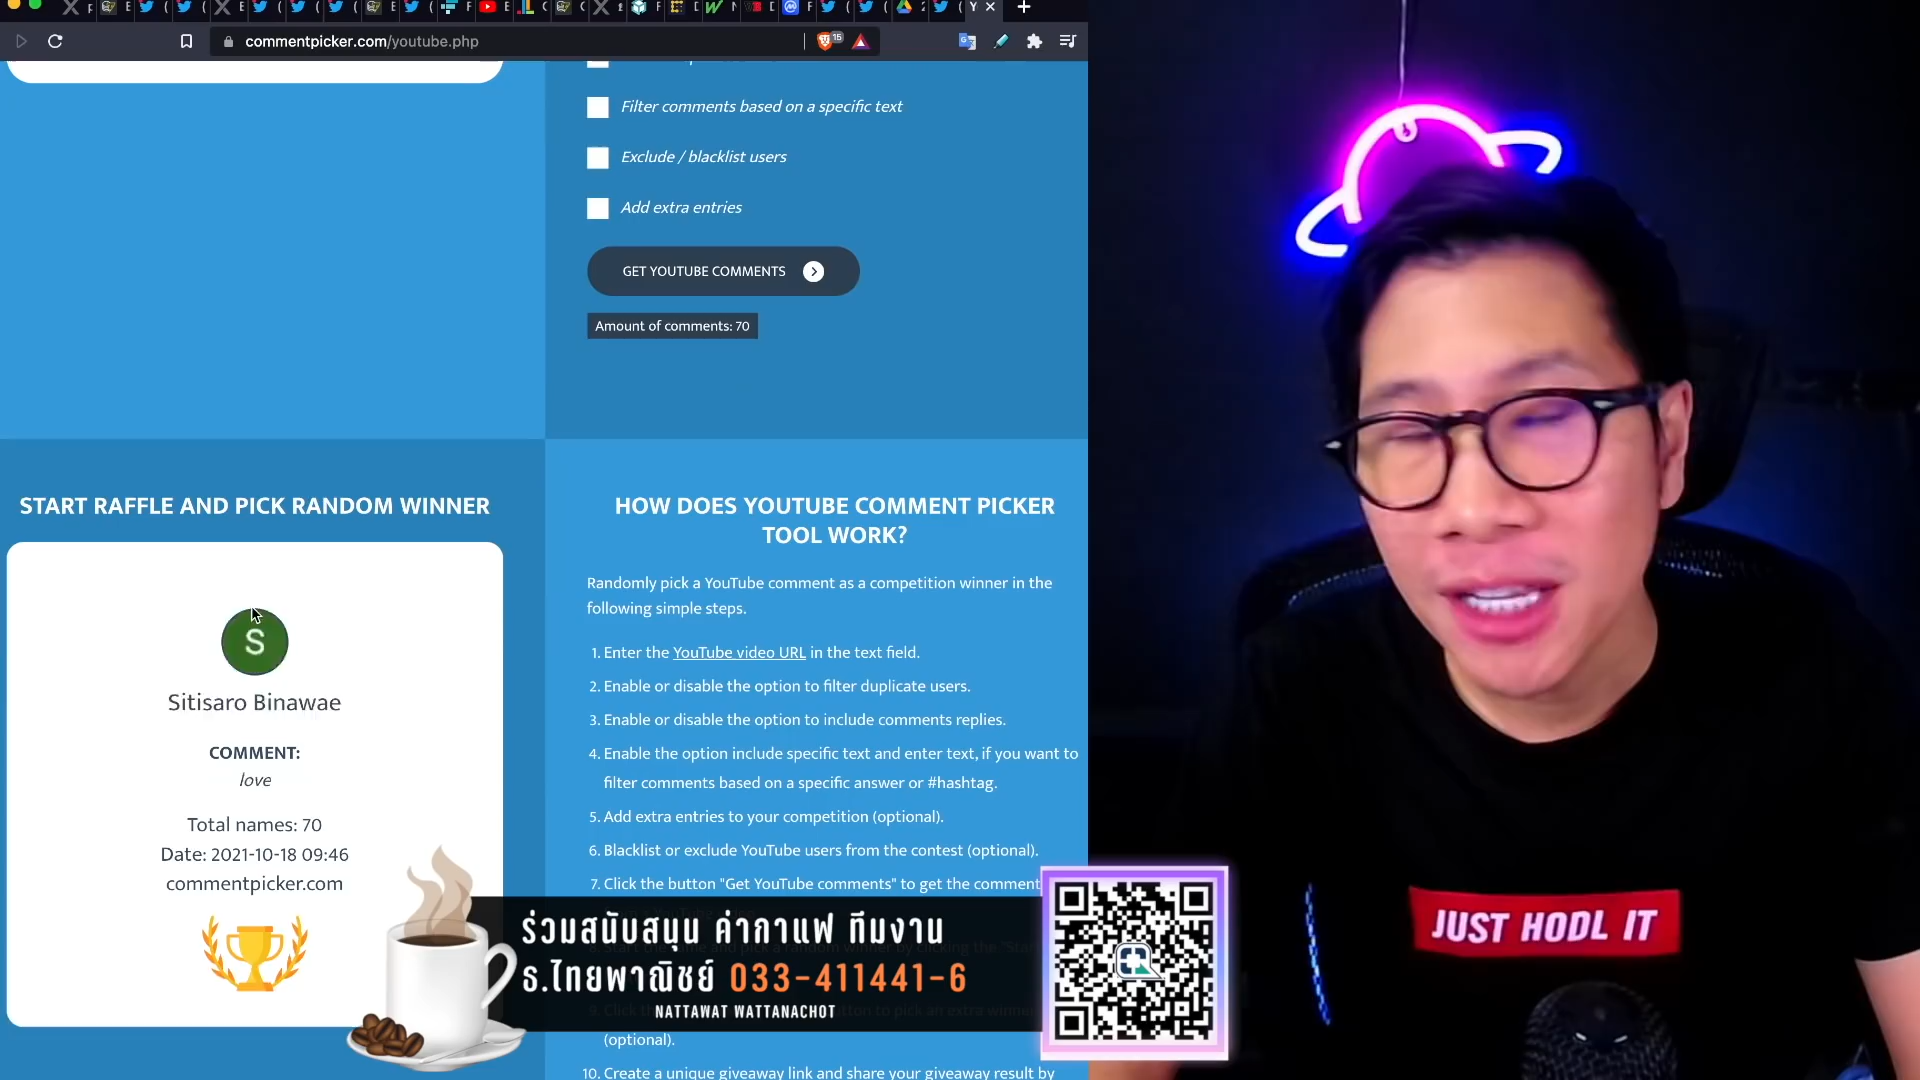 commentpicker.com/youtube.php
15
Filter comments based on a specific text
Exclude / blacklist users
Add extra entries
GET YOUTUBE COMMENTS
Amount of comments: 70
START RAFFLE AND PICK RANDOM WINNER
S
Sitisaro Binawae
COMMENT:
love
Total names: 70
Date: 2021-10-18 09:46
commentpicker.com
HOW DOES YOUTUBE COMMENT PICKER
TOOL WORK?
Randomly pick a YouTube comment as a competition winner in the
following simple steps.
1. Enter the YouTube video URL in the text field.
2. Enable or disable the option to filter duplicate users.
3. Enable or disable the option to include comments replies.
4. Enable the option include specific text and enter text, if you want to
filter comments based on a specific answer or #hashtag.
5. Add extra entries to your competition (optional).
6. Blacklist or exclude YouTube users from the contest (optional).
7. Click the button "Get YouTube comments" to get the comment
(optional).
10. Create a unique giveaway link and share your giveaway result by
ร่วมสนับสนุน ค่ากาแฟ ทีมงาน
ธ.ไทยพาณิชย์ 033-411441-6
NATTAWAT WATTANACHOT
JUST HODL IT